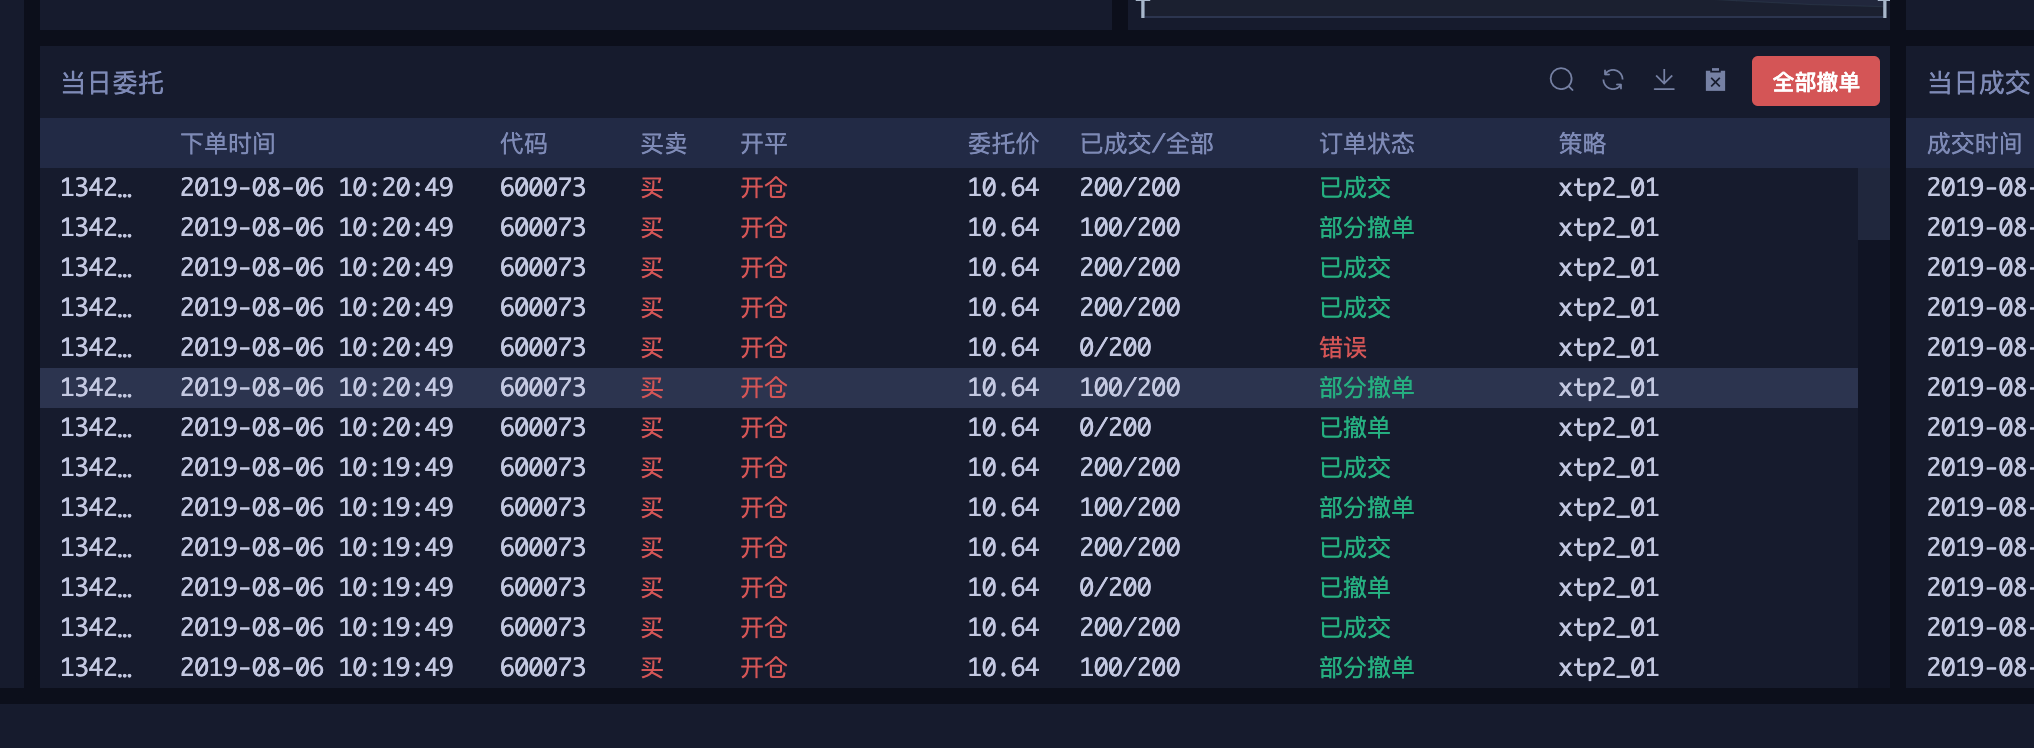 当日委托 全部撤单 当日成交
下单时间 代码 买卖 开平 委托价 已成交/全部 订单状态 策略 成交时间
1342… 2019-08-06 10:20:49 600073 买 开仓 10.64 200/200 已成交 xtp2_01 2019-08-
1342… 2019-08-06 10:20:49 600073 买 开仓 10.64 100/200 部分撤单 xtp2_01 2019-08-
1342… 2019-08-06 10:20:49 600073 买 开仓 10.64 200/200 已成交 xtp2_01 2019-08-
1342… 2019-08-06 10:20:49 600073 买 开仓 10.64 200/200 已成交 xtp2_01 2019-08-
1342… 2019-08-06 10:20:49 600073 买 开仓 10.64 0/200 错误 xtp2_01 2019-08-
1342… 2019-08-06 10:20:49 600073 买 开仓 10.64 100/200 部分撤单 xtp2_01 2019-08-
1342… 2019-08-06 10:20:49 600073 买 开仓 10.64 0/200 已撤单 xtp2_01 2019-08-
1342… 2019-08-06 10:19:49 600073 买 开仓 10.64 200/200 已成交 xtp2_01 2019-08-
1342… 2019-08-06 10:19:49 600073 买 开仓 10.64 100/200 部分撤单 xtp2_01 2019-08-
1342… 2019-08-06 10:19:49 600073 买 开仓 10.64 200/200 已成交 xtp2_01 2019-08-
1342… 2019-08-06 10:19:49 600073 买 开仓 10.64 0/200 已撤单 xtp2_01 2019-08-
1342… 2019-08-06 10:19:49 600073 买 开仓 10.64 200/200 已成交 xtp2_01 2019-08-
1342… 2019-08-06 10:19:49 600073 买 开仓 10.64 100/200 部分撤单 xtp2_01 2019-08-